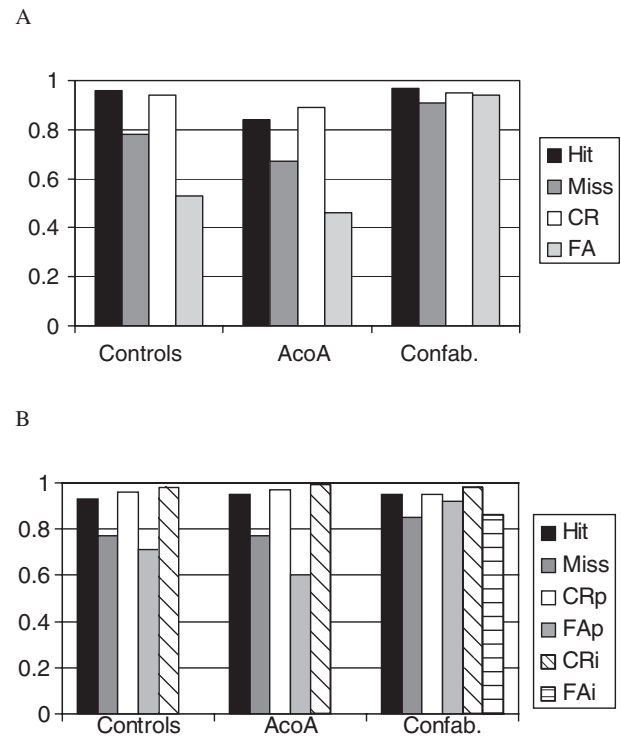 A
1
0.8
0.6
0.4
0.2
0
Controls AcoA Confab.
Hit
Miss
CR
FA
B
1
0.8
0.6
0.4
0.2
0
Controls AcoA Confab.
Hit
Miss
CRp
FAp
CRi
FAi